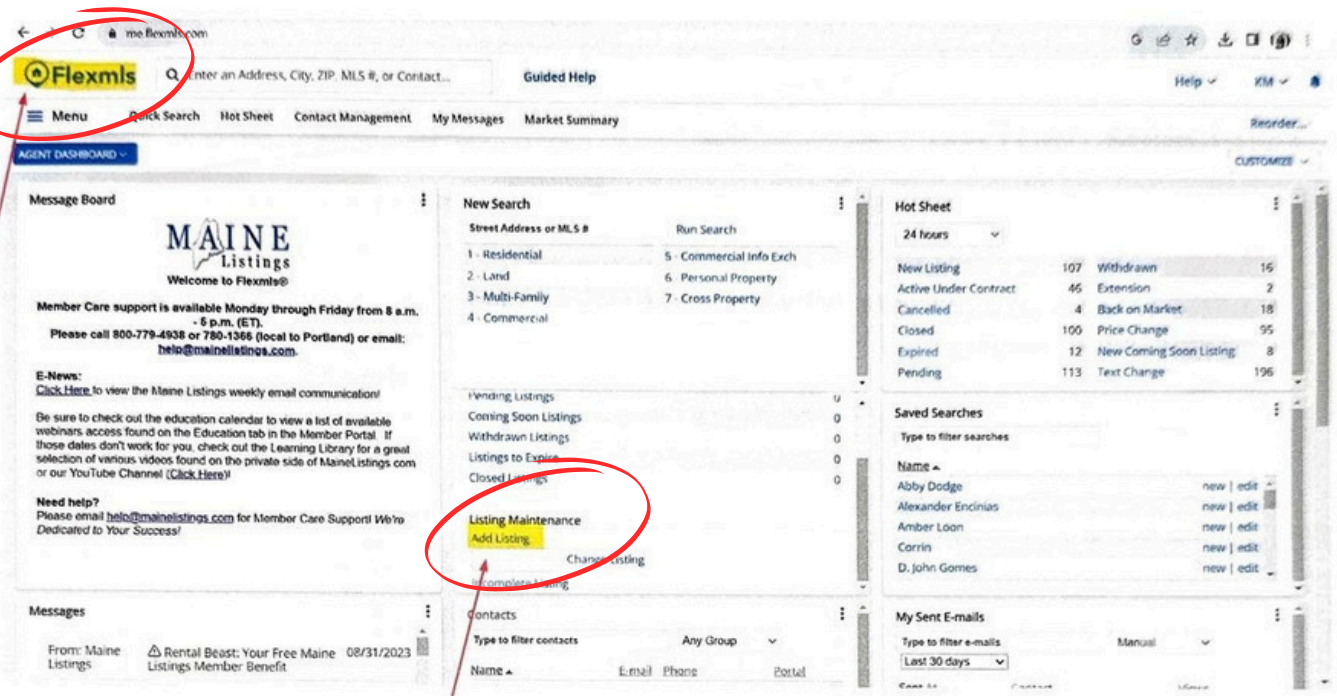 me.flexmls.com
Flexmls
Enter an Address, City, ZIP, MLS #, or Contact...
Guided Help
Help
KM
Menu
Quick Search
Hot Sheet
Contact Management
My Messages
Market Summary
Reorder...
AGENT DASHBOARD
CUSTOMIZE
Message Board
MAINE
Listings
Welcome to Flexmls®
Member Care support is available Monday through Friday from 8 a.m.
- 5 p.m. (ET).
Please call 800-779-4938 or 780-1366 (local to Portland) or email:
help@mainelistings.com.
E-News:
Click Here to view the Maine Listings weekly email communication!
Be sure to check out the education calendar to view a list of available
webinars access found on the Education tab in the Member Portal. If
those dates don't work for you, check out the Learning Library for a great
selection of various videos found on the private side of MaineListings.com
or our YouTube Channel (Click Here)!
Need help?
Please email help@mainelistings.com for Member Care Support! We're
Dedicated to Your Success!
New Search
Street Address or MLS #
Run Search
1 - Residential
5 - Commercial Info Exch
2 - Land
6 - Personal Property
3 - Multi-Family
7 - Cross Property
4 - Commercial
Hot Sheet
24 hours
New Listing 107 Withdrawn 16
Active Under Contract 46 Extension 2
Cancelled 4 Back on Market 18
Closed 100 Price Change 95
Expired 12 New Coming Soon Listing 8
Pending 113 Text Change 196
Pending Listings 0
Coming Soon Listings 0
Withdrawn Listings 0
Listings to Expire 0
Closed Listings 0
Listing Maintenance
Add Listing
Change Listing
Incomplete Listing
Saved Searches
Type to filter searches
Name
Abby Dodge new | edit
Alexander Encinias new | edit
Amber Loon new | edit
Corrin new | edit
D. John Gomes new | edit
Messages
From: Maine Rental Beast: Your Free Maine 08/31/2023
Listings Listings Member Benefit
Contacts
Type to filter contacts
Any Group
Name E-mail Phone Portal
My Sent E-mails
Type to filter e-mails
Manual
Last 30 days
Sent At Contact Views